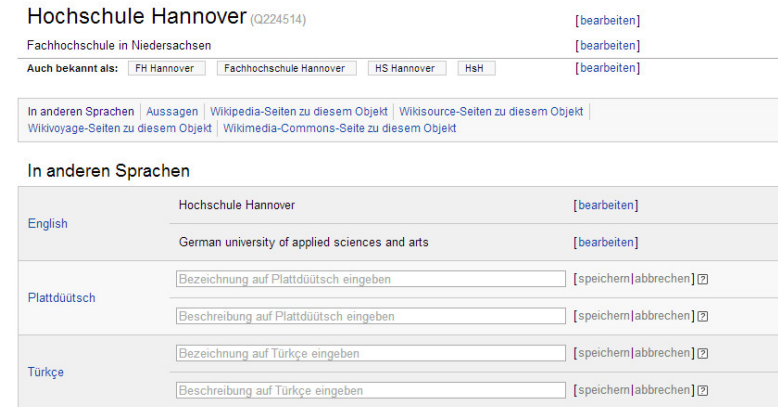 Hochschule Hannover (Q224514) [bearbeiten]
Fachhochschule in Niedersachsen [bearbeiten]
Auch bekannt als: FH Hannover Fachhochschule Hannover HS Hannover HsH [bearbeiten]
In anderen Sprachen | Aussagen | Wikipedia-Seiten zu diesem Objekt | Wikisource-Seiten zu diesem Objekt |
Wikivoyage-Seiten zu diesem Objekt | Wikimedia-Commons-Seite zu diesem Objekt
In anderen Sprachen
Hochschule Hannover [bearbeiten]
English
German university of applied sciences and arts [bearbeiten]
Bezeichnung auf Plattdüütsch eingeben [speichern|abbrechen] [?]
Plattdüütsch
Beschreibung auf Plattdüütsch eingeben [speichern|abbrechen] [?]
Bezeichnung auf Türkçe eingeben [speichern|abbrechen] [?]
Türkçe
Beschreibung auf Türkçe eingeben [speichern|abbrechen] [?]